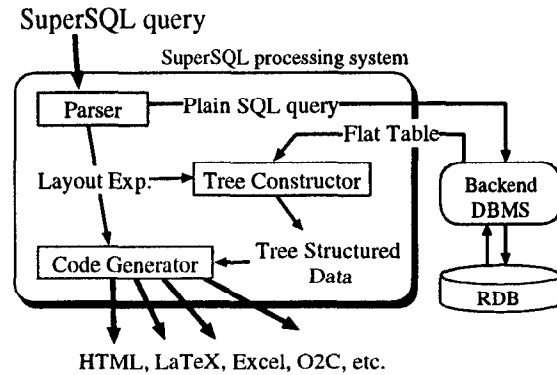 SuperSQL query
SuperSQL processing system
Parser
Plain SQL query
Flat Table
Layout Exp.
Tree Constructor
Backend
DBMS
Code Generator
Tree Structured
Data
RDB
HTML, LaTeX, Excel, O2C, etc.